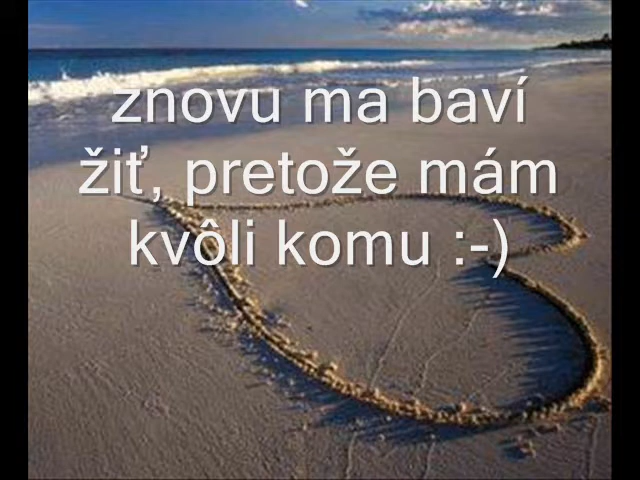 znovu ma baví
žiť, pretože mám
kvôli komu :-)